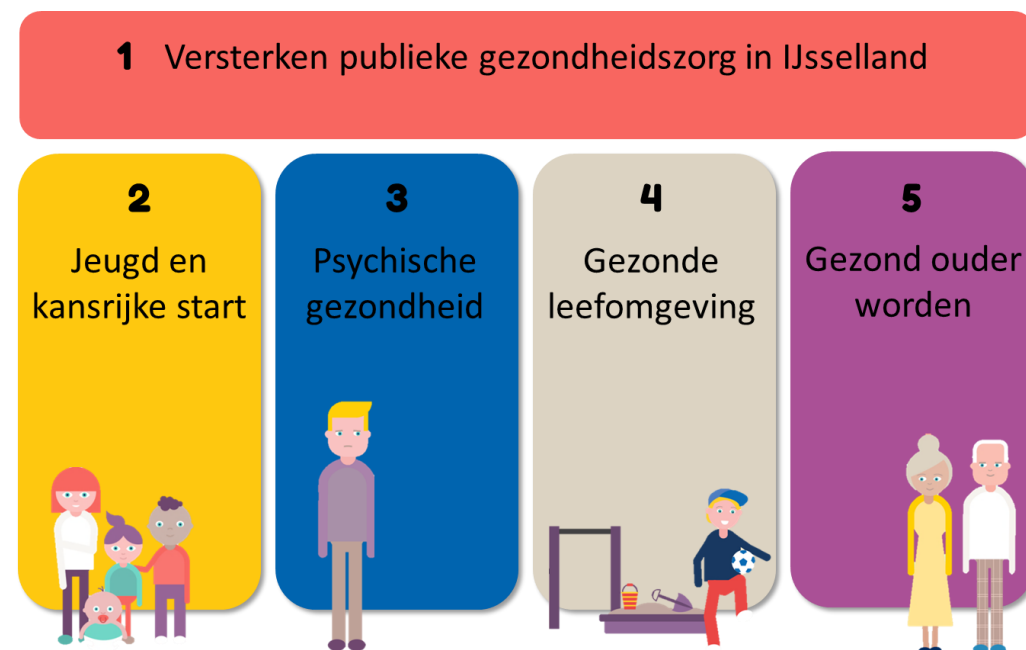 1 Versterken publieke gezondheidszorg in IJsselland
2
Jeugd en
kansrijke start
3
Psychische
gezondheid
4
Gezonde
leefomgeving
5
Gezond ouder
worden